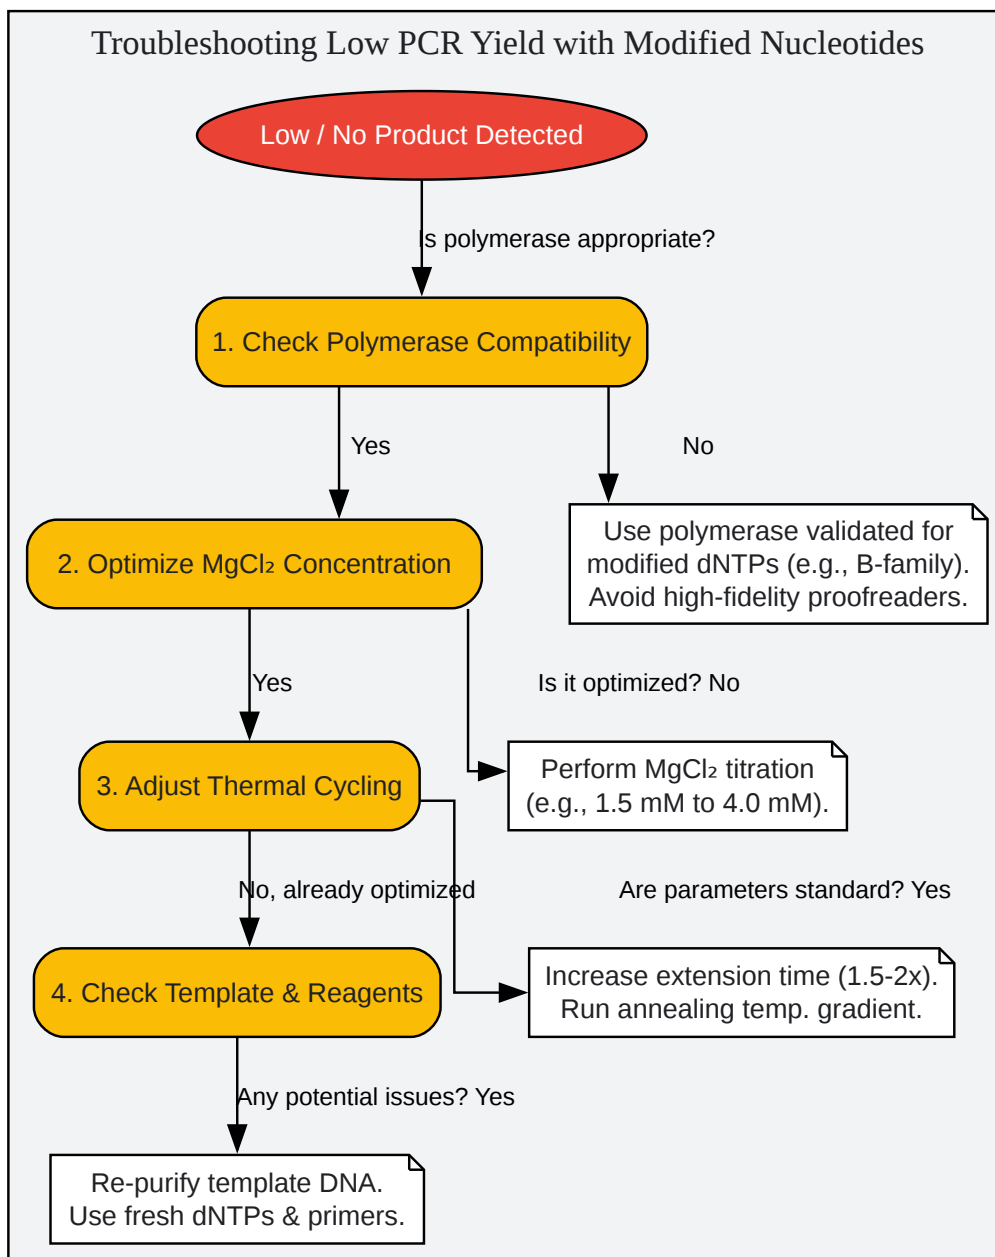 Troubleshooting Low PCR Yield with Modified Nucleotides
Low / No Product Detected
Is polymerase appropriate?
1. Check Polymerase Compatibility
Yes
No
Use polymerase validated for
modified dNTPs (e.g., B-family).
Avoid high-fidelity proofreaders.
2. Optimize MgCl₂ Concentration
Yes
Is it optimized? No
Perform MgCl₂ titration
(e.g., 1.5 mM to 4.0 mM).
3. Adjust Thermal Cycling
No, already optimized
Are parameters standard? Yes
Increase extension time (1.5-2x).
Run annealing temp. gradient.
4. Check Template & Reagents
Any potential issues? Yes
Re-purify template DNA.
Use fresh dNTPs & primers.